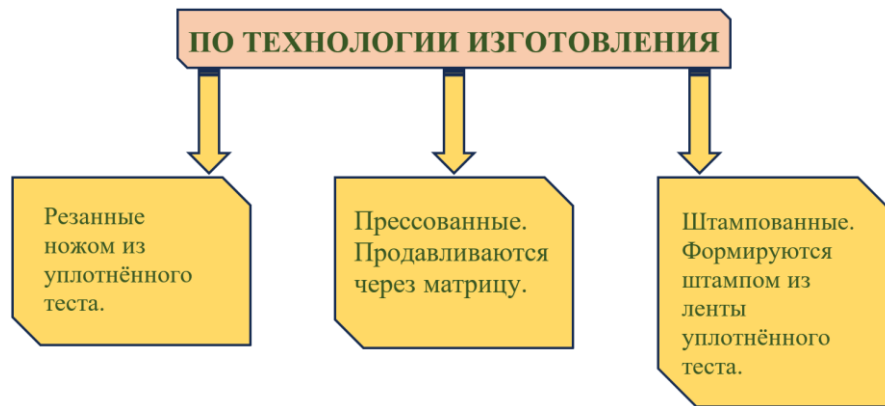 ПО ТЕХНОЛОГИИ ИЗГОТОВЛЕНИЯ
Резанные
ножом из
уплотнённого
теста.
Прессованные.
Продавливаются
через матрицу.
Штампованные.
Формируются
штампом из
ленты
уплотнённого
теста.